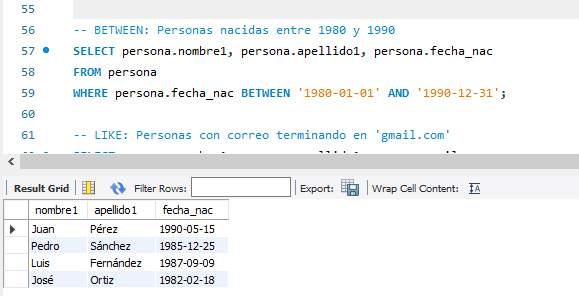 55
56 -- BETWEEN: Personas nacidas entre 1980 y 1990
57 SELECT persona.nombre1, persona.apellido1, persona.fecha_nac
58 FROM persona
59 WHERE persona.fecha_nac BETWEEN '1980-01-01' AND '1990-12-31';
60
61 -- LIKE: Personas con correo terminando en 'gmail.com'
Result Grid Filter Rows: Export: Wrap Cell Content:
nombre1 apellido1 fecha_nac
Juan Pérez 1990-05-15
Pedro Sánchez 1985-12-25
Luis Fernández 1987-09-09
José Ortiz 1982-02-18